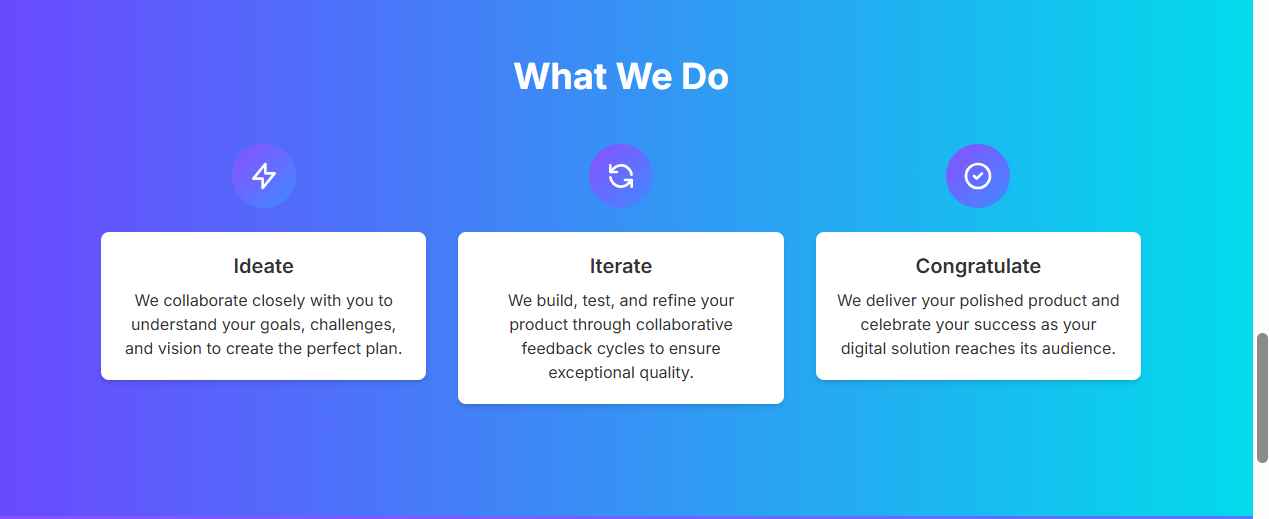 What We Do
Ideate
We collaborate closely with you to
understand your goals, challenges,
and vision to create the perfect plan.
Iterate
We build, test, and refine your
product through collaborative
feedback cycles to ensure
exceptional quality.
Congratulate
We deliver your polished product and
celebrate your success as your
digital solution reaches its audience.